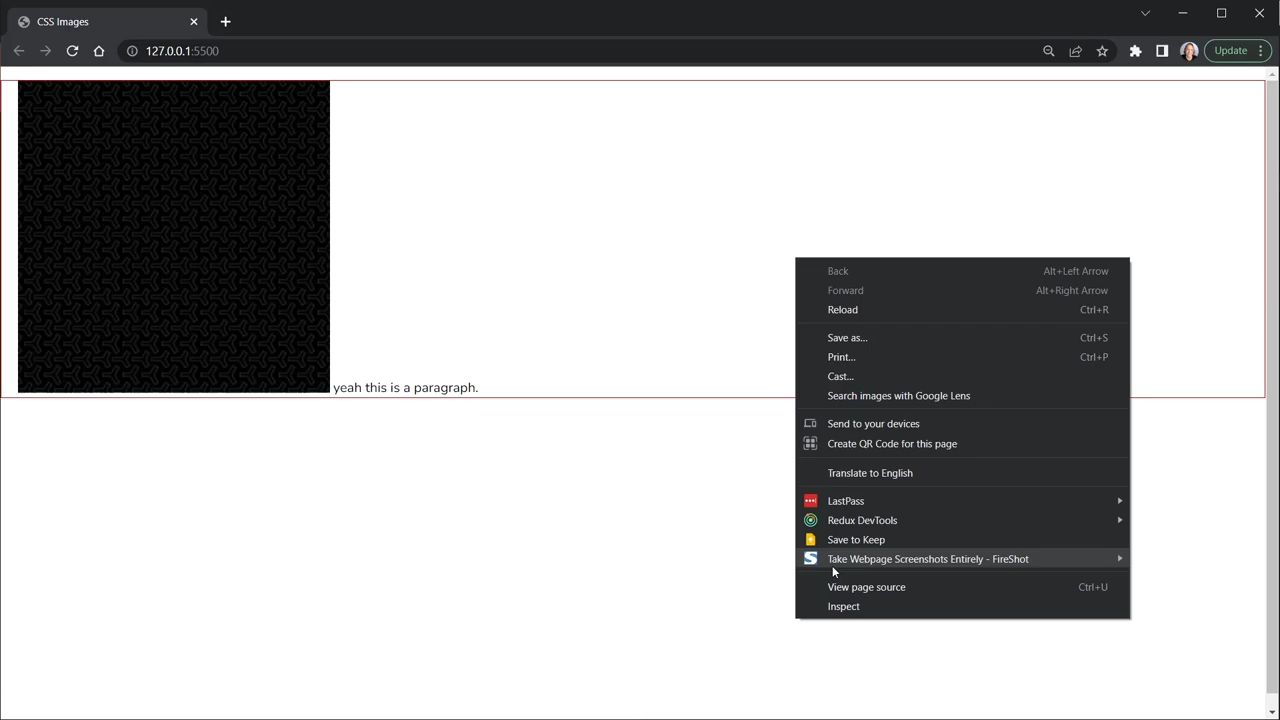 CSS Images
127.0.0.1:5500
Update
yeah this is a paragraph.
Back Alt+Left Arrow
Forward Alt+Right Arrow
Reload Ctrl+R
Save as... Ctrl+S
Print... Ctrl+P
Cast...
Search images with Google Lens
Send to your devices
Create QR Code for this page
Translate to English
LastPass
Redux DevTools
Save to Keep
Take Webpage Screenshots Entirely - FireShot
View page source Ctrl+U
Inspect